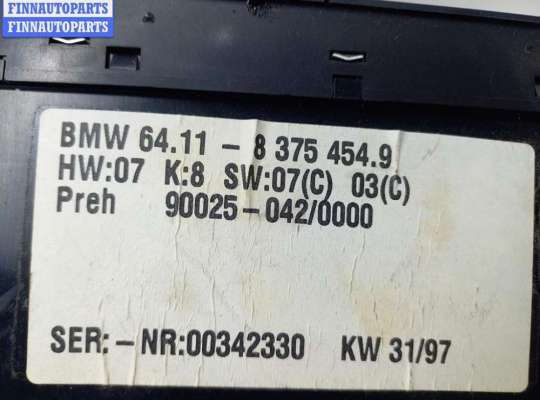 FINNAUTOPARTS
FINNAUTOPARTS
FINNAUTOPARTS
BMW 64.11 - 8 375 454.9
HW:07 K:8 SW:07(C) 03(C)
Preh 90025-042/0000
SER:-NR:00342330 KW 31/97